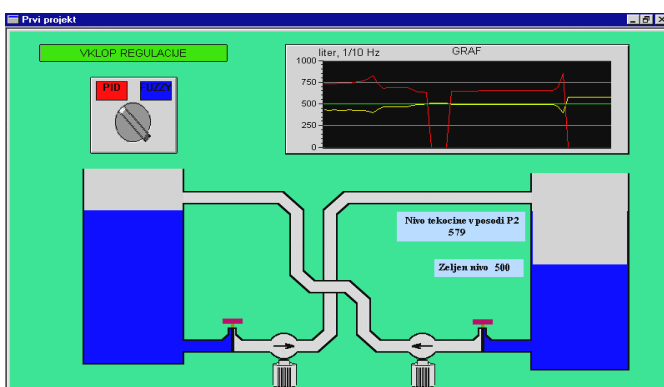 Prvi projekt
VKLOP REGULACIJE
liter, 1/10 Hz GRAF
1000
750
500
250
0
PID FUZZY
Nivo tekocine v posodi P2
579
Zeljen nivo 500